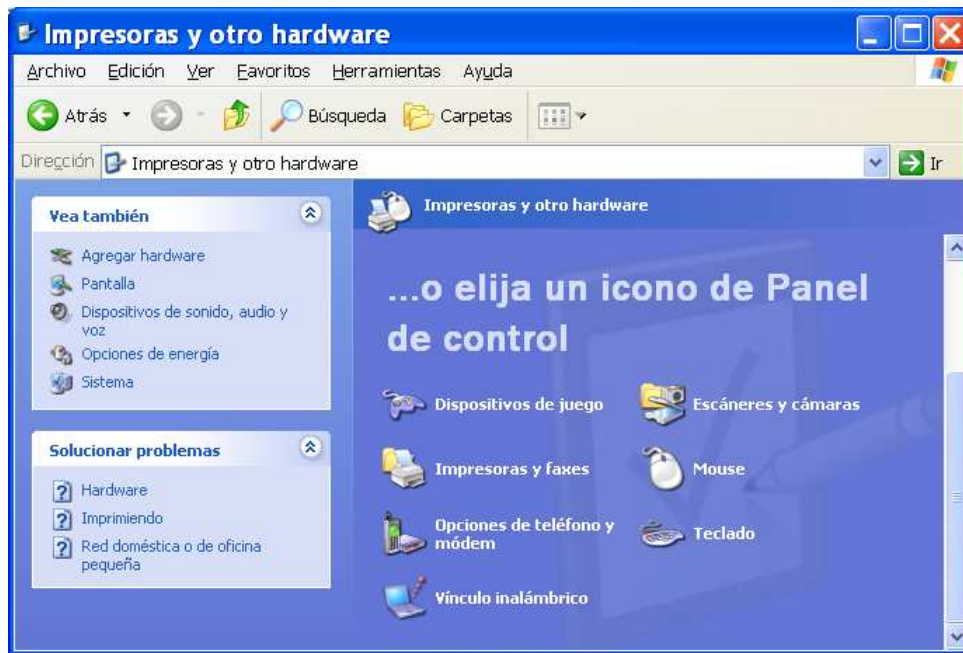 Impresoras y otro hardware
Archivo Edición Ver Favoritos Herramientas Ayuda
Atrás Búsqueda Carpetas
Dirección Impresoras y otro hardware Ir
Vea también
Agregar hardware
Pantalla
Dispositivos de sonido, audio y
voz
Opciones de energía
Sistema
Solucionar problemas
Hardware
Imprimiendo
Red doméstica o de oficina
pequeña
Impresoras y otro hardware
...o elija un icono de Panel
de control
Dispositivos de juego
Escáneres y cámaras
Impresoras y faxes
Mouse
Opciones de teléfono y
módem
Teclado
Vínculo inalámbrico